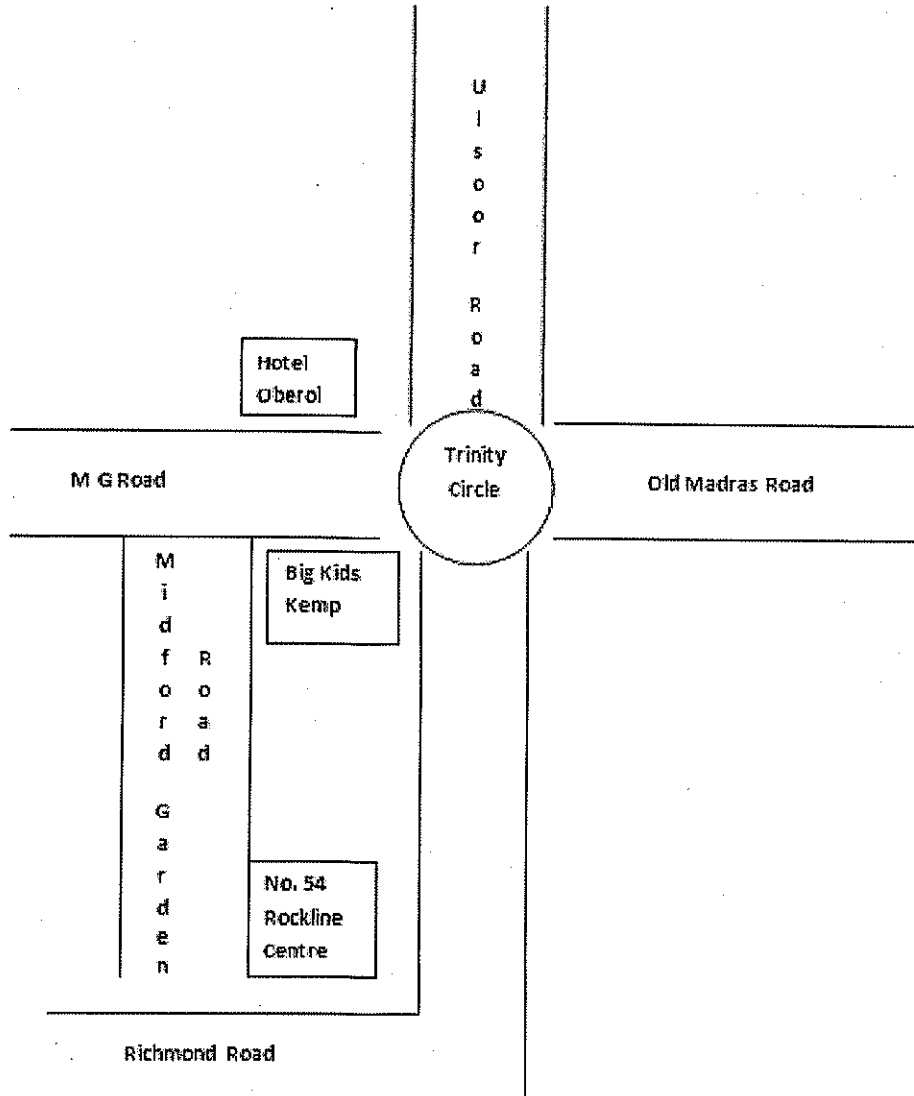 Ulsoor Road
Hotel
Oberol
Trinity
Circle
M G Road
Old Madras Road
Midford Garden
Road
Big Kids
Kemp
No. 54
Rockline
Centre
Richmond Road